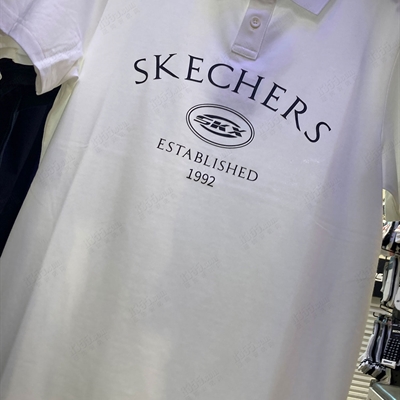 SKECHERS
SKX
ESTABLISHED
1992